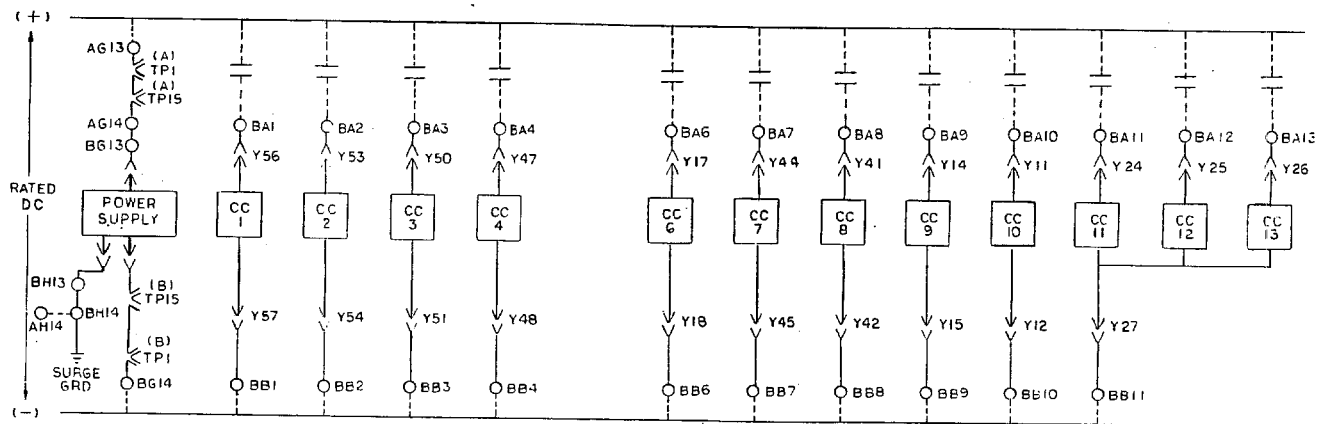 (+)
AG13
(A)
TP1
(A)
TP15
AG14
BG13
BA1
BA2
BA3
BA4
BA6
BA7
BA8
BA9
BA10
BA11
BA12
BA13
Y56
Y53
Y50
Y47
Y17
Y44
Y41
Y14
Y11
Y24
Y25
Y26
RATED
DC
POWER
SUPPLY
CC
1
CC
2
CC
3
CC
4
CC
6
CC
7
CC
8
CC
9
CC
10
CC
11
CC
12
CC
13
BH13
(B)
TP15
AH14
BH14
Y57
Y54
Y51
Y48
Y18
Y45
Y42
Y15
Y12
Y27
(B)
TP1
SURGE
GRD
BG14
BB1
BB2
BB3
BB4
BB6
BB7
BB8
BB9
BB10
BB11
(-)